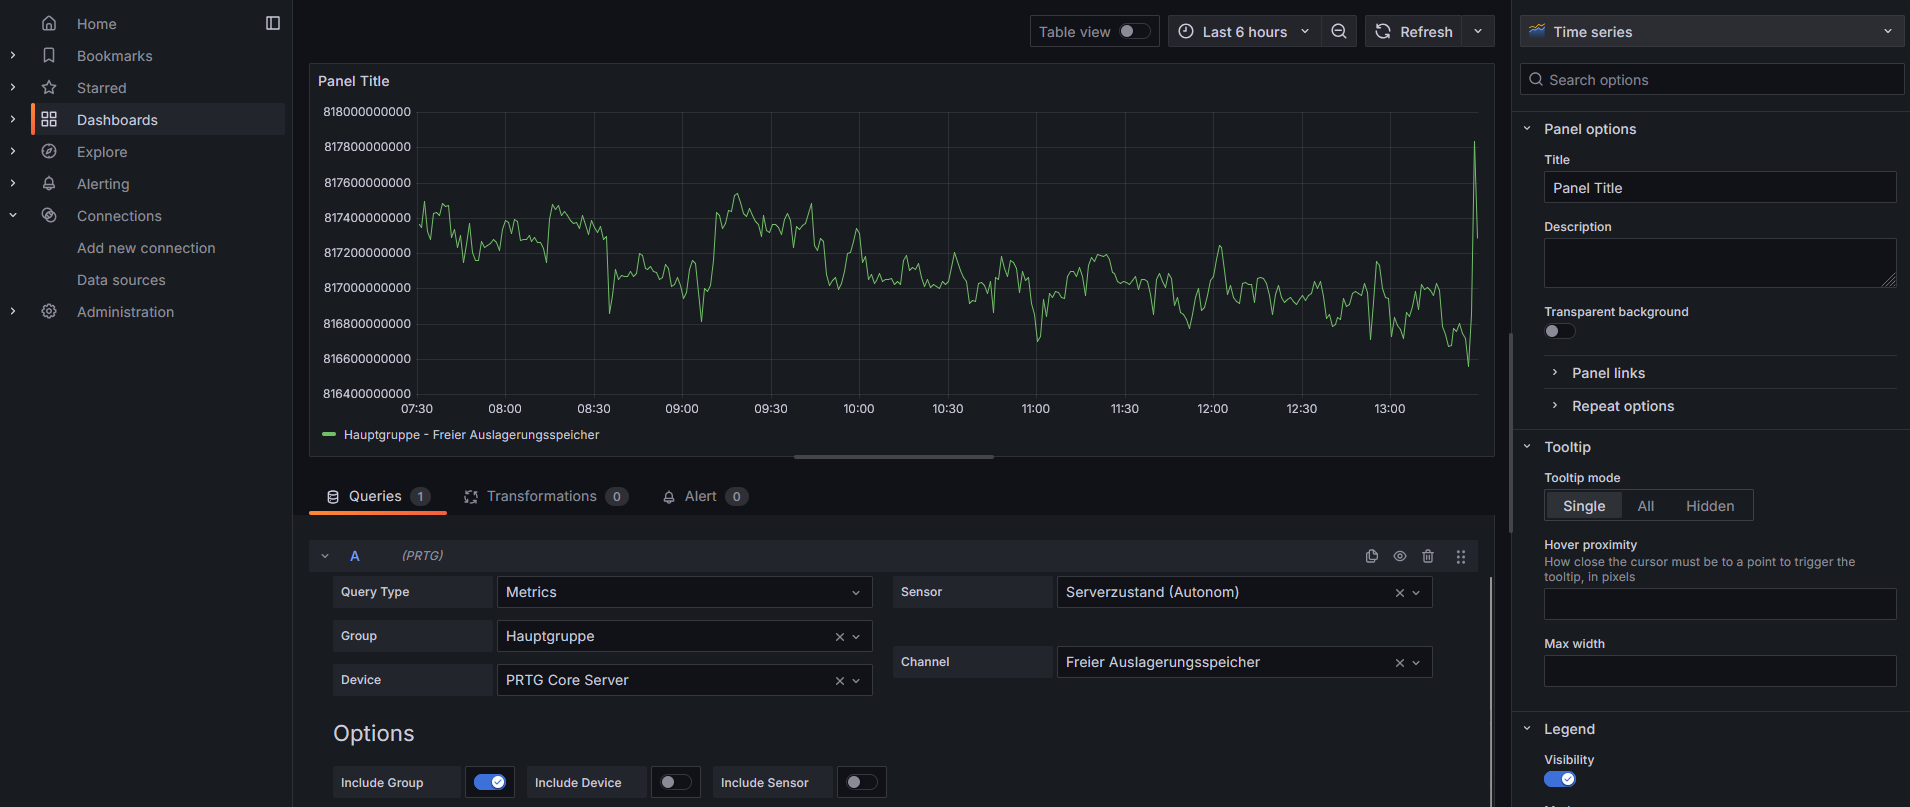 Home
Bookmarks
Starred
Dashboards
Explore
Alerting
Connections
Add new connection
Data sources
Administration
Table view
Last 6 hours
Refresh
Panel Title
818000000000
817800000000
817600000000
817400000000
817200000000
817000000000
816800000000
816600000000
816400000000
07:30 08:00 08:30 09:00 09:30 10:00 10:30 11:00 11:30 12:00 12:30 13:00
Hauptgruppe - Freier Auslagerungsspeicher
Queries 1 Transformations 0 Alert 0
A (PRTG)
Query Type Metrics
Sensor Serverzustand (Autonom)
Group Hauptgruppe
Channel Freier Auslagerungsspeicher
Device PRTG Core Server
Options
Include Group Include Device Include Sensor
Time series
Search options
Panel options
Title
Panel Title
Description
Transparent background
Panel links
Repeat options
Tooltip
Tooltip mode
Single All Hidden
Hover proximity
How close the cursor must be to a point to trigger the
tooltip, in pixels
Max width
Legend
Visibility